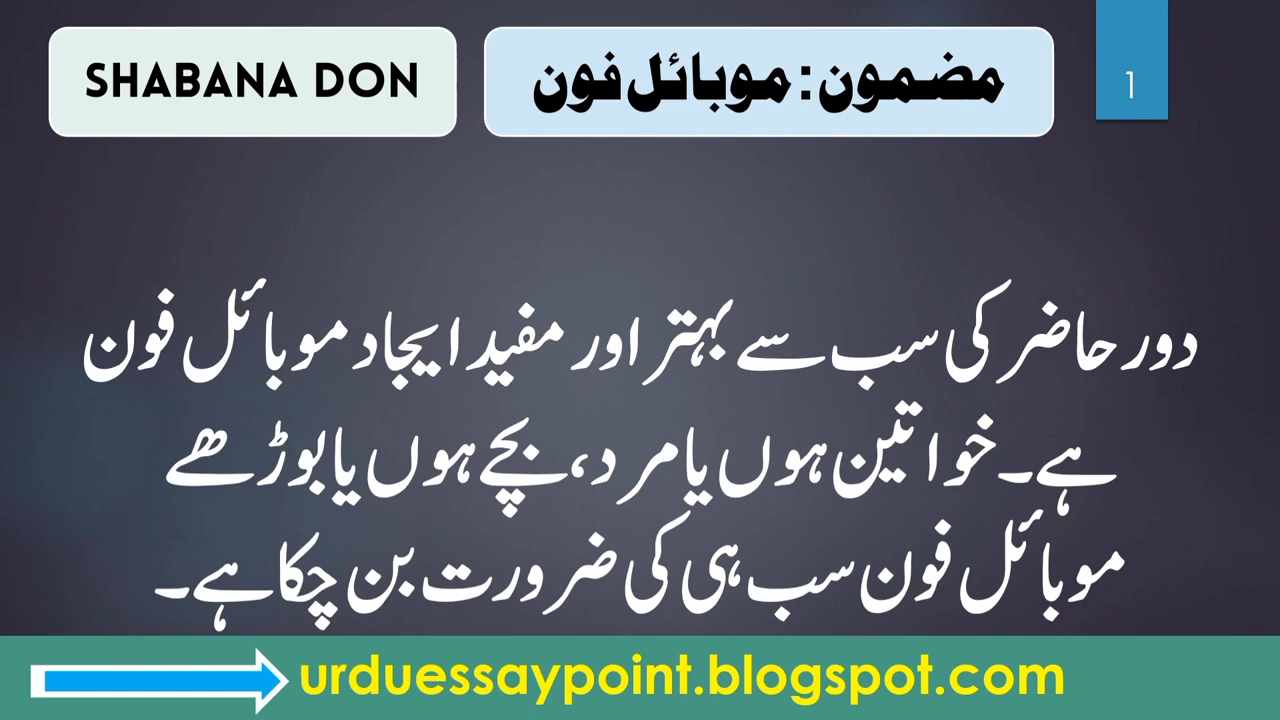 SHABANA DON
مضمون: موبائل فون
1
دور حاضر کی سب سے بہتر اور مفید ایجاد موبائل فون
ہے۔ خواتین ہوں یا مرد، بچے ہوں یا بوڑھے
موبائل فون سب ہی کی ضرورت بن چکا ہے۔
urduessaypoint.blogspot.com